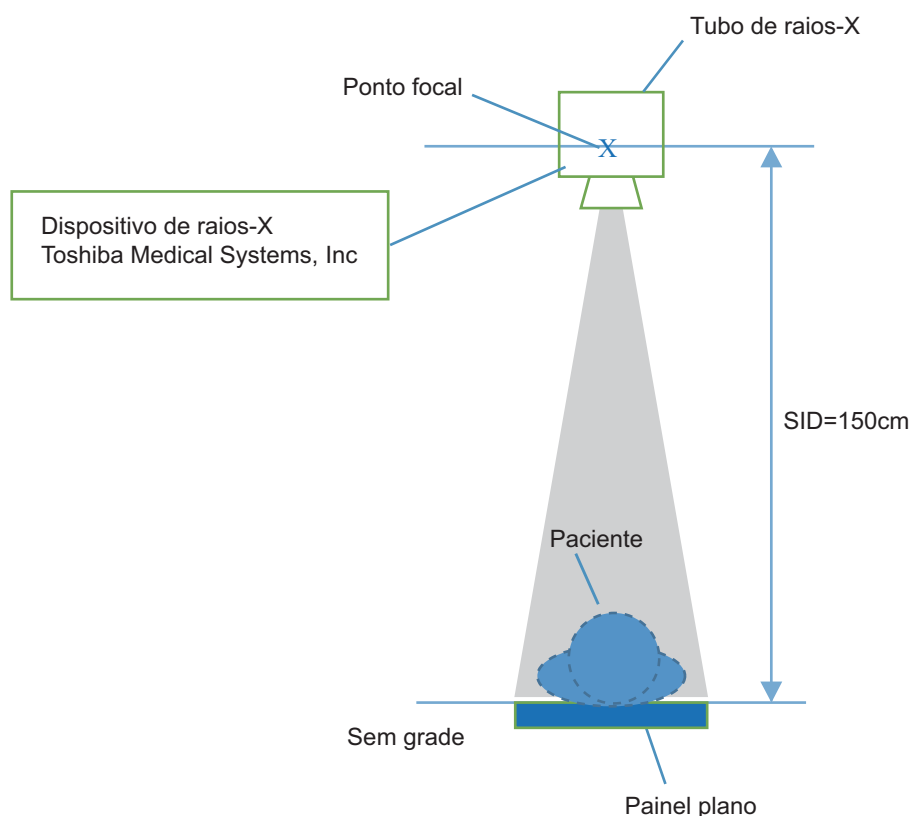 Tubo de raios-X
Ponto focal
X
Dispositivo de raios-X
Toshiba Medical Systems, Inc
SID=150cm
Paciente
Sem grade
Painel plano